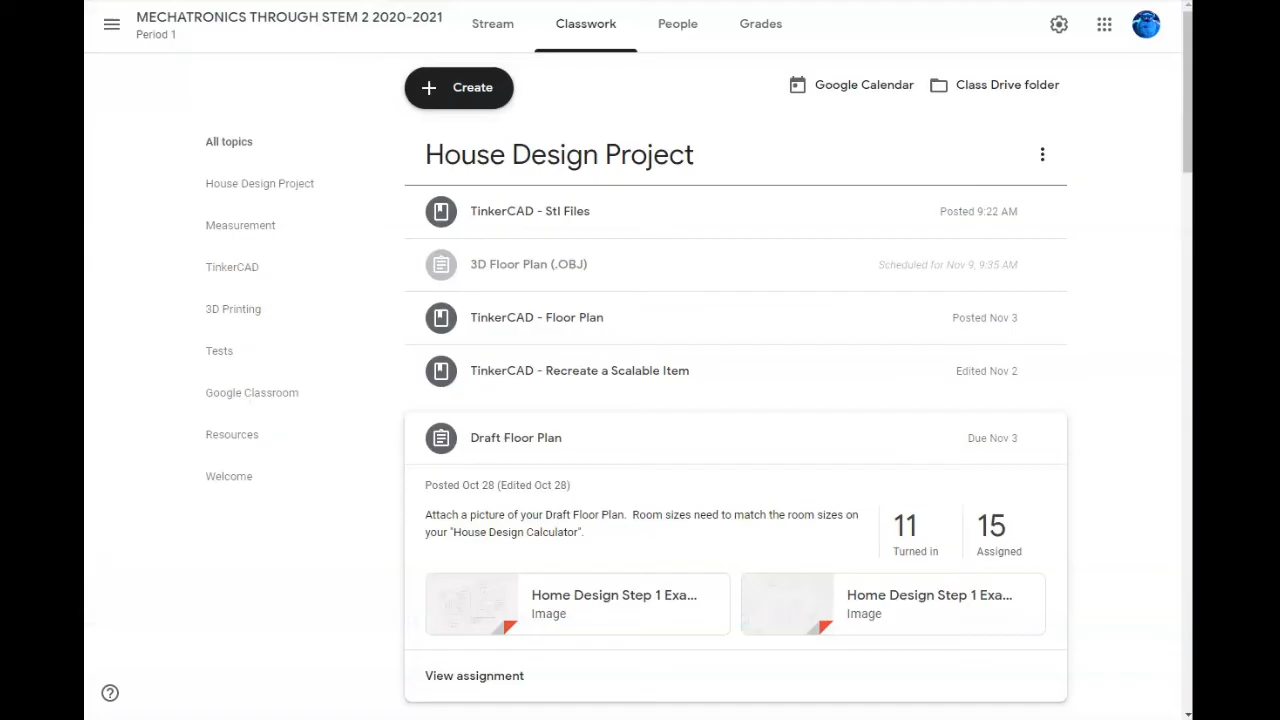 MECHATRONICS THROUGH STEM 2 2020-2021
Period 1
Stream
Classwork
People
Grades
Create
Google Calendar
Class Drive folder
All topics
House Design Project
Measurement
TinkerCAD
3D Printing
Tests
Google Classroom
Resources
Welcome
House Design Project
TinkerCAD - Stl Files
Posted 9:22 AM
3D Floor Plan (.OBJ)
Scheduled for Nov 9, 9:35 AM
TinkerCAD - Floor Plan
Posted Nov 3
TinkerCAD - Recreate a Scalable Item
Edited Nov 2
Draft Floor Plan
Due Nov 3
Posted Oct 28 (Edited Oct 28)
Attach a picture of your Draft Floor Plan.  Room sizes need to match the room sizes on
your "House Design Calculator".
11
Turned in
15
Assigned
Home Design Step 1 Exa...
Image
Home Design Step 1 Exa...
Image
View assignment